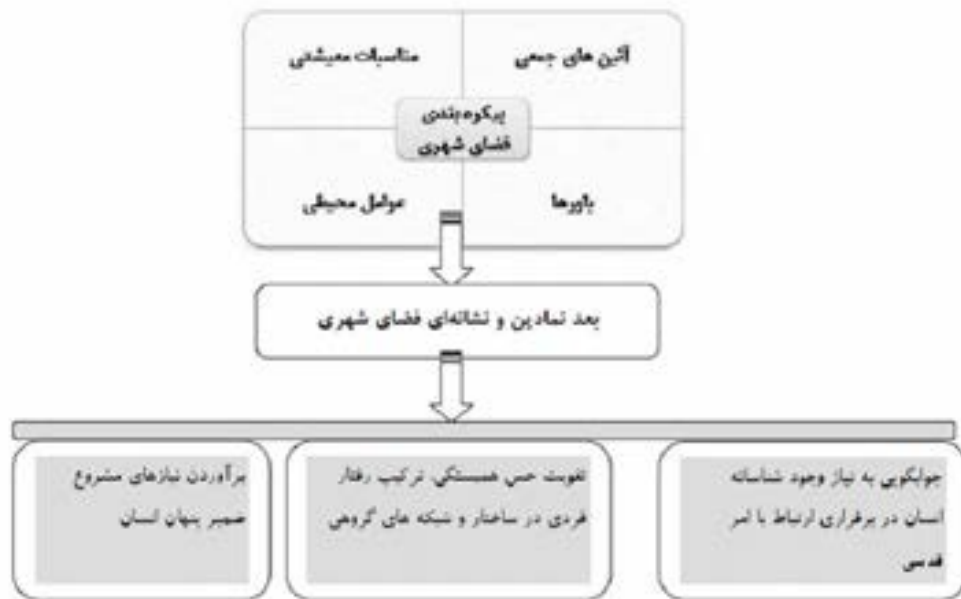 آئین های جمعی
مناسبات معیشتی
پیکره بندی
فضای شهری
باورها
عوامل محیطی
بعد نمادین و نشانه‌ای فضای شهری
جوابگویی به نیاز وجود شناسانه
انسان در برقراری ارتباط با امر
قدسی
تقویت حس همبستگی، ترکیب رفتار
فردی در ساختار و شبکه های گروهی
برآوردن نیازهای مشروع
ضمیر پنهان انسان